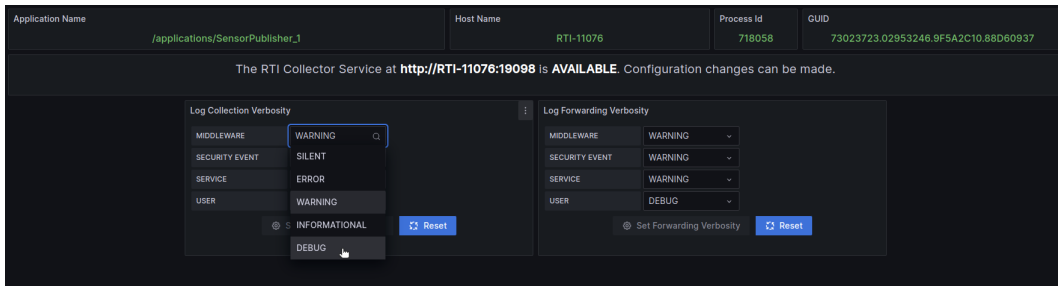 Application Name
/applications/SensorPublisher_1
Host Name
RTI-11076
Process Id
718058
GUID
73023723.02953246.9F5A2C10.88D60937
The RTI Collector Service at http://RTI-11076:19098 is AVAILABLE. Configuration changes can be made.
Log Collection Verbosity
MIDDLEWARE WARNING
SECURITY EVENT
SERVICE
USER
SILENT
ERROR
WARNING
INFORMATIONAL
DEBUG
S
Reset
Log Forwarding Verbosity
MIDDLEWARE WARNING
SECURITY EVENT WARNING
SERVICE WARNING
USER DEBUG
Set Forwarding Verbosity Reset